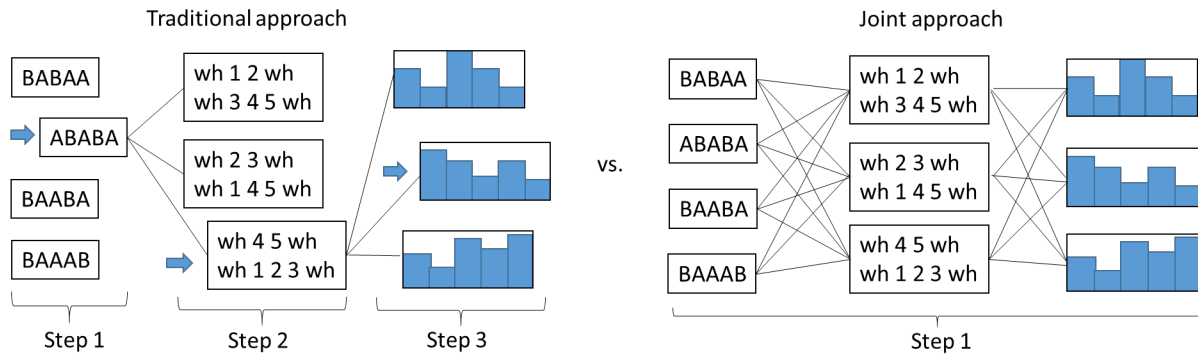 Traditional approach
BABAA
ABABA
BAABA
BAAAB
Step 1
wh 1 2 wh
wh 3 4 5 wh
wh 2 3 wh
wh 1 4 5 wh
wh 4 5 wh
wh 1 2 3 wh
Step 2
Step 3
vs.
Joint approach
BABAA
ABABA
BAABA
BAAAB
wh 1 2 wh
wh 3 4 5 wh
wh 2 3 wh
wh 1 4 5 wh
wh 4 5 wh
wh 1 2 3 wh
Step 1